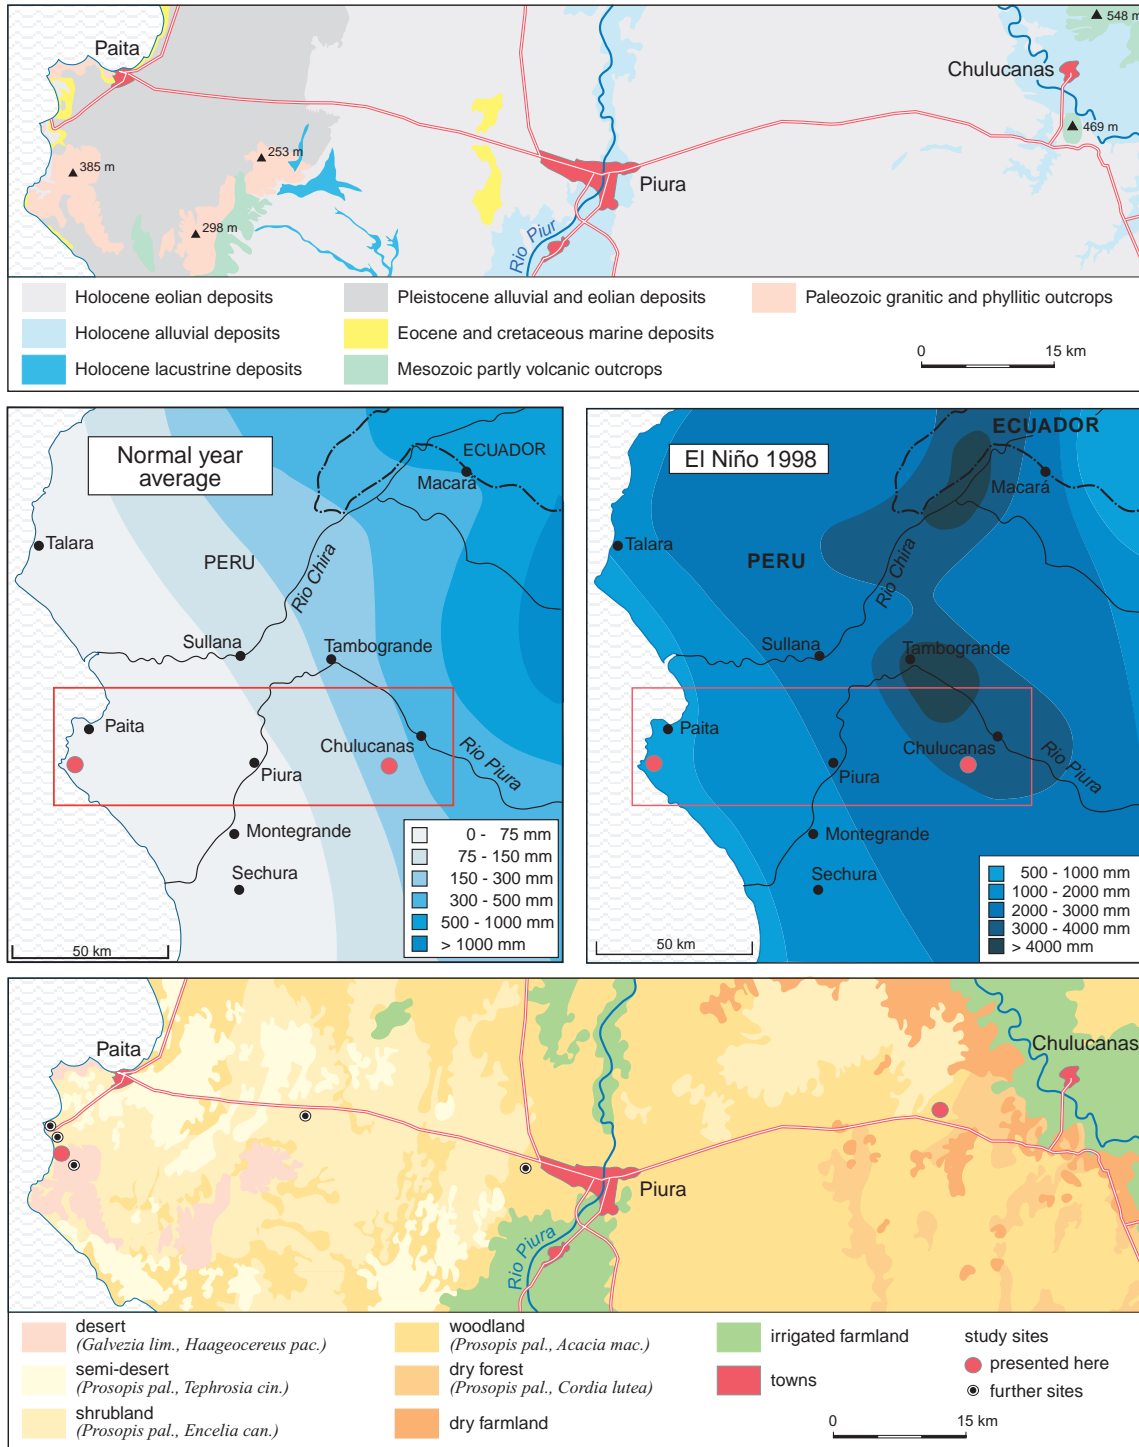 Paita
Chulucanas
548 m
469 m
385 m
253 m
298 m
Piura
Rio Piur
Holocene eolian deposits
Holocene alluvial deposits
Holocene lacustrine deposits
Pleistocene alluvial and eolian deposits
Eocene and cretaceous marine deposits
Mesozoic partly volcanic outcrops
Paleozoic granitic and phyllitic outcrops
0 15 km
Normal year
average
ECUADOR
Macará
Talara
PERU
Rio Chira
Sullana
Tambogrande
Paita
Chulucanas
Rio Piura
Piura
Montegrande
Sechura
0 - 75 mm
75 - 150 mm
150 - 300 mm
300 - 500 mm
500 - 1000 mm
> 1000 mm
50 km
El Niño 1998
ECUADOR
Macará
Talara
PERU
Rio Chira
Sullana
Tambogrande
Paita
Chulucanas
Rio Piura
Piura
Montegrande
Sechura
500 - 1000 mm
1000 - 2000 mm
2000 - 3000 mm
3000 - 4000 mm
> 4000 mm
50 km
Paita
Chulucanas
Piura
Rio Piura
desert
(Galvezia lim., Haageocereus pac.)
semi-desert
(Prosopis pal., Tephrosia cin.)
shrubland
(Prosopis pal., Encelia can.)
woodland
(Prosopis pal., Acacia mac.)
dry forest
(Prosopis pal., Cordia lutea)
dry farmland
irrigated farmland
towns
study sites
presented here
further sites
0 15 km